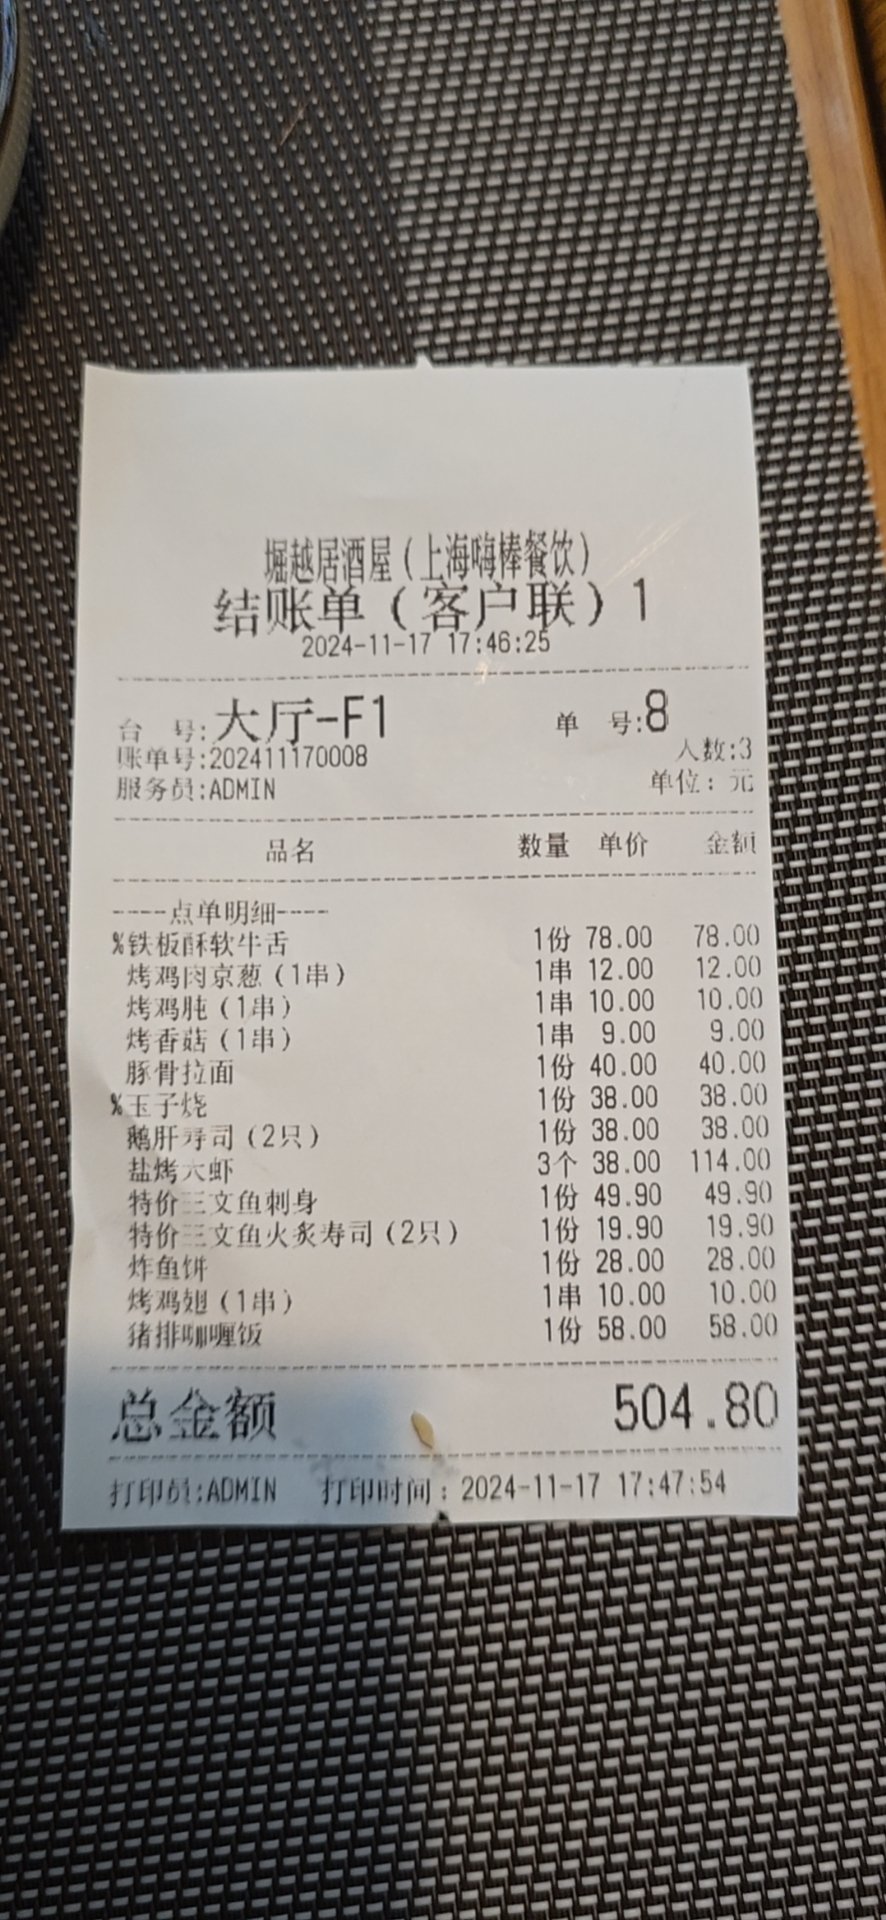 堀越居酒屋(上海嗨棒餐饮)
结账单(客户联)1
2024-11-17 17:46:25
台 号:大厅-F1 单 号:8
账单号:202411170008 人数:3
服务员:ADMIN 单位: 元
品名 数量 单价 金额
----点单明细----
%铁板酥软牛舌 1份 78.00 78.00
烤鸡肉京葱(1串) 1串 12.00 12.00
烤鸡肫(1串) 1串 10.00 10.00
烤香菇(1串) 1串 9.00 9.00
豚骨拉面 1份 40.00 40.00
%玉子烧 1份 38.00 38.00
鹅肝寿司(2只) 1份 38.00 38.00
盐烤大虾 3个 38.00 114.00
特价三文鱼刺身 1份 49.90 49.90
特价三文鱼火炙寿司(2只) 1份 19.90 19.90
炸鱼饼 1份 28.00 28.00
烤鸡翅(1串) 1串 10.00 10.00
猪排咖喱饭 1份 58.00 58.00
总金额 504.80
打印员:ADMIN 打印时间: 2024-11-17 17:47:54